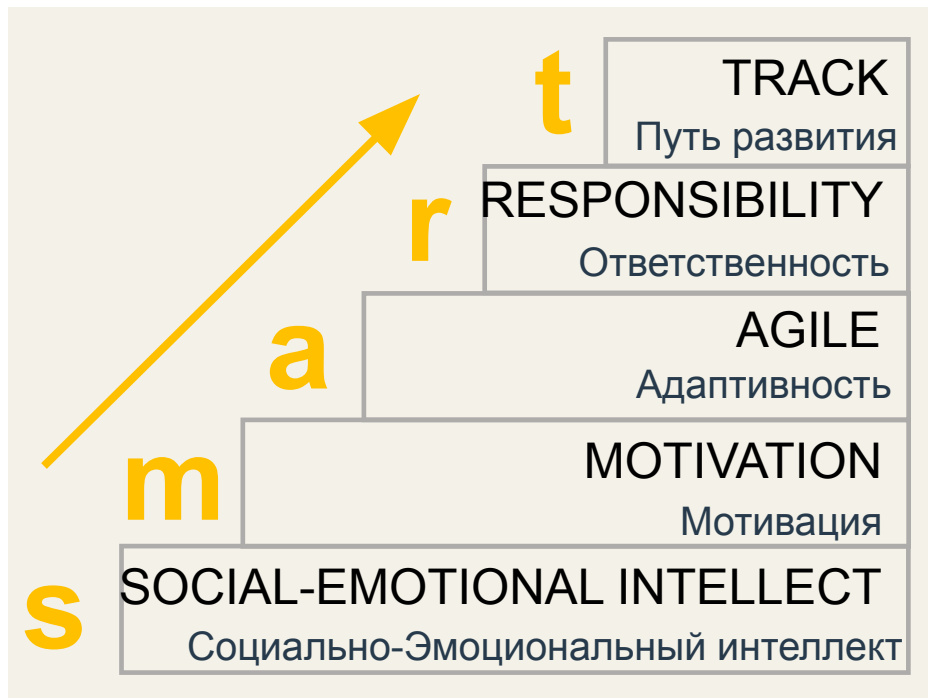 t
TRACK
Путь развития
r
RESPONSIBILITY
Ответственность
a
AGILE
Адаптивность
m
MOTIVATION
Мотивация
s
SOCIAL-EMOTIONAL INTELLECT
Социально-Эмоциональный интеллект